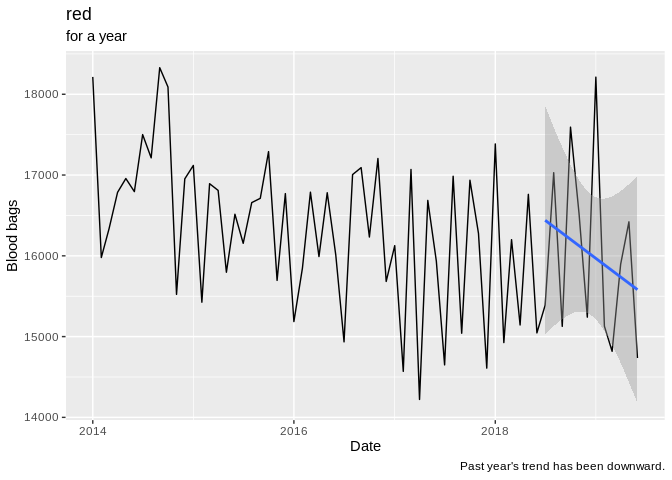 red
for a year
Blood bags
18000
17000
16000
15000
14000
2014
2016
2018
Date
Past year's trend has been downward.